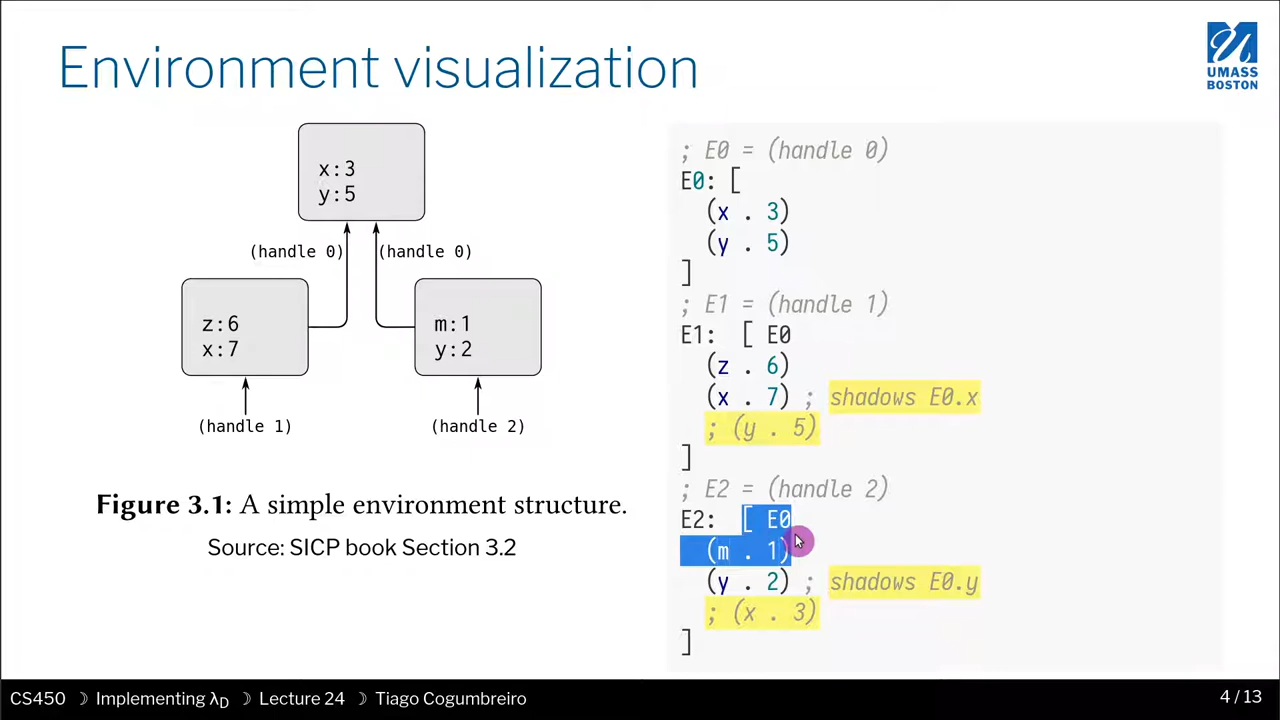 Environment visualization
UMASS
BOSTON
x:3
y:5
(handle 0)
(handle 0)
z:6
x:7
m:1
y:2
(handle 1)
(handle 2)
Figure 3.1: A simple environment structure.
Source: SICP book Section 3.2
; E0 = (handle 0)
E0: [
(x . 3)
(y . 5)
]
; E1 = (handle 1)
E1: [ E0
(z . 6)
(x . 7) ; shadows E0.x
; (y . 5)
]
; E2 = (handle 2)
E2: [ E0
(m . 1)
(y . 2) ; shadows E0.y
; (x . 3)
]
CS450 ☽ Implementing λD ☽ Lecture 24 ☽ Tiago Cogumbreiro
4 / 13